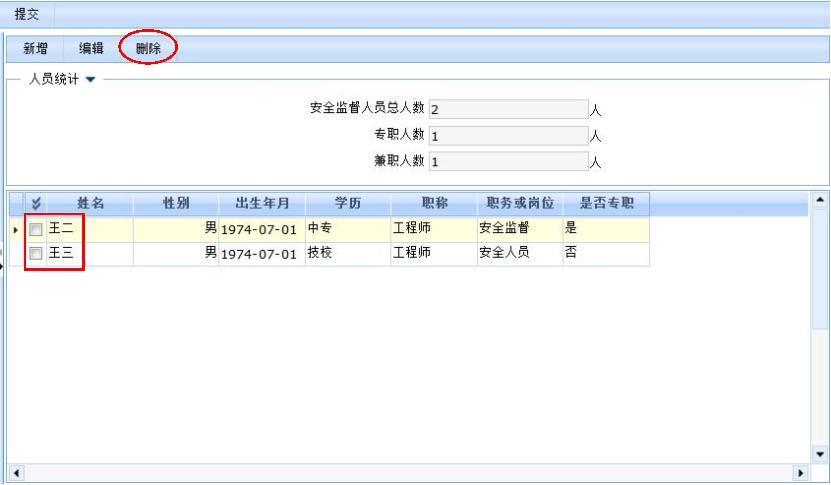 提交
新增 编辑 删除
人员统计
安全监督人员总人数 2 人
专职人数 1 人
兼职人数 1 人
姓名 性别 出生年月 学历 职称 职务或岗位 是否专职
王二 男 1974-07-01 中专 工程师 安全监督 是
王三 男 1974-07-01 技校 工程师 安全人员 否